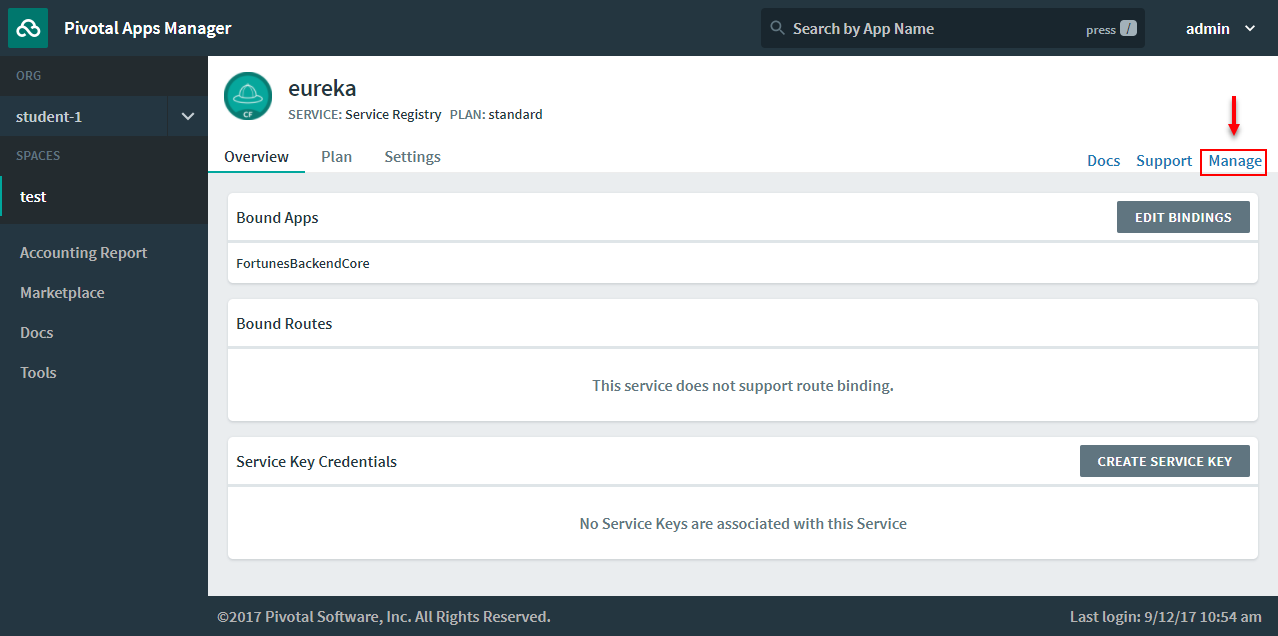 Pivotal Apps Manager
Search by App Name
press /
admin
ORG
student-1
SPACES
test
Accounting Report
Marketplace
Docs
Tools
CF
eureka
SERVICE: Service Registry PLAN: standard
Overview Plan Settings
Docs Support Manage
Bound Apps
EDIT BINDINGS
FortunesBackendCore
Bound Routes
This service does not support route binding.
Service Key Credentials
CREATE SERVICE KEY
No Service Keys are associated with this Service
©2017 Pivotal Software, Inc. All Rights Reserved.
Last login: 9/12/17 10:54 am